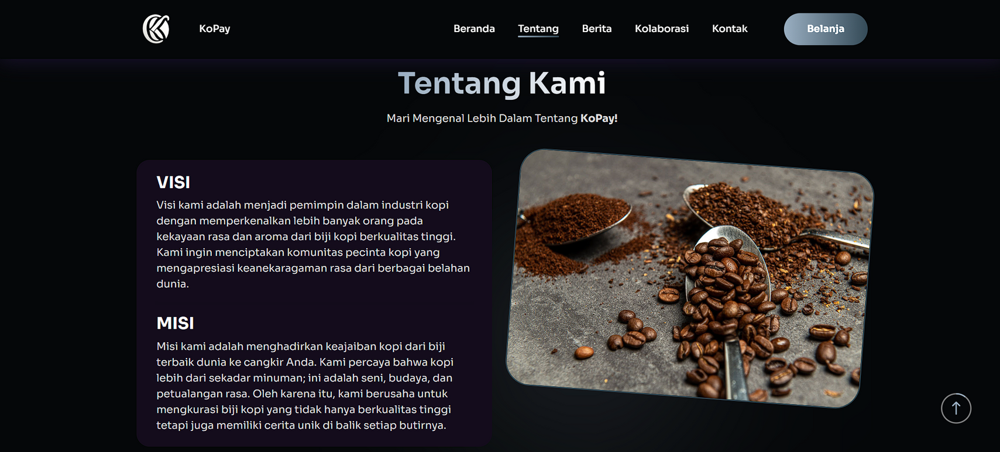 KoPay
Beranda
Tentang
Berita
Kolaborasi
Kontak
Belanja
Tentang Kami
Mari Mengenal Lebih Dalam Tentang KoPay!
VISI
Visi kami adalah menjadi pemimpin dalam industri kopi
dengan memperkenalkan lebih banyak orang pada
kekayaan rasa dan aroma dari biji kopi berkualitas tinggi.
Kami ingin menciptakan komunitas pecinta kopi yang
mengapresiasi keanekaragaman rasa dari berbagai belahan
dunia.
MISI
Misi kami adalah menghadirkan keajaiban kopi dari biji
terbaik dunia ke cangkir Anda. Kami percaya bahwa kopi
lebih dari sekadar minuman; ini adalah seni, budaya, dan
petualangan rasa. Oleh karena itu, kami berusaha untuk
mengkurasi biji kopi yang tidak hanya berkualitas tinggi
tetapi juga memiliki cerita unik di balik setiap butirnya.